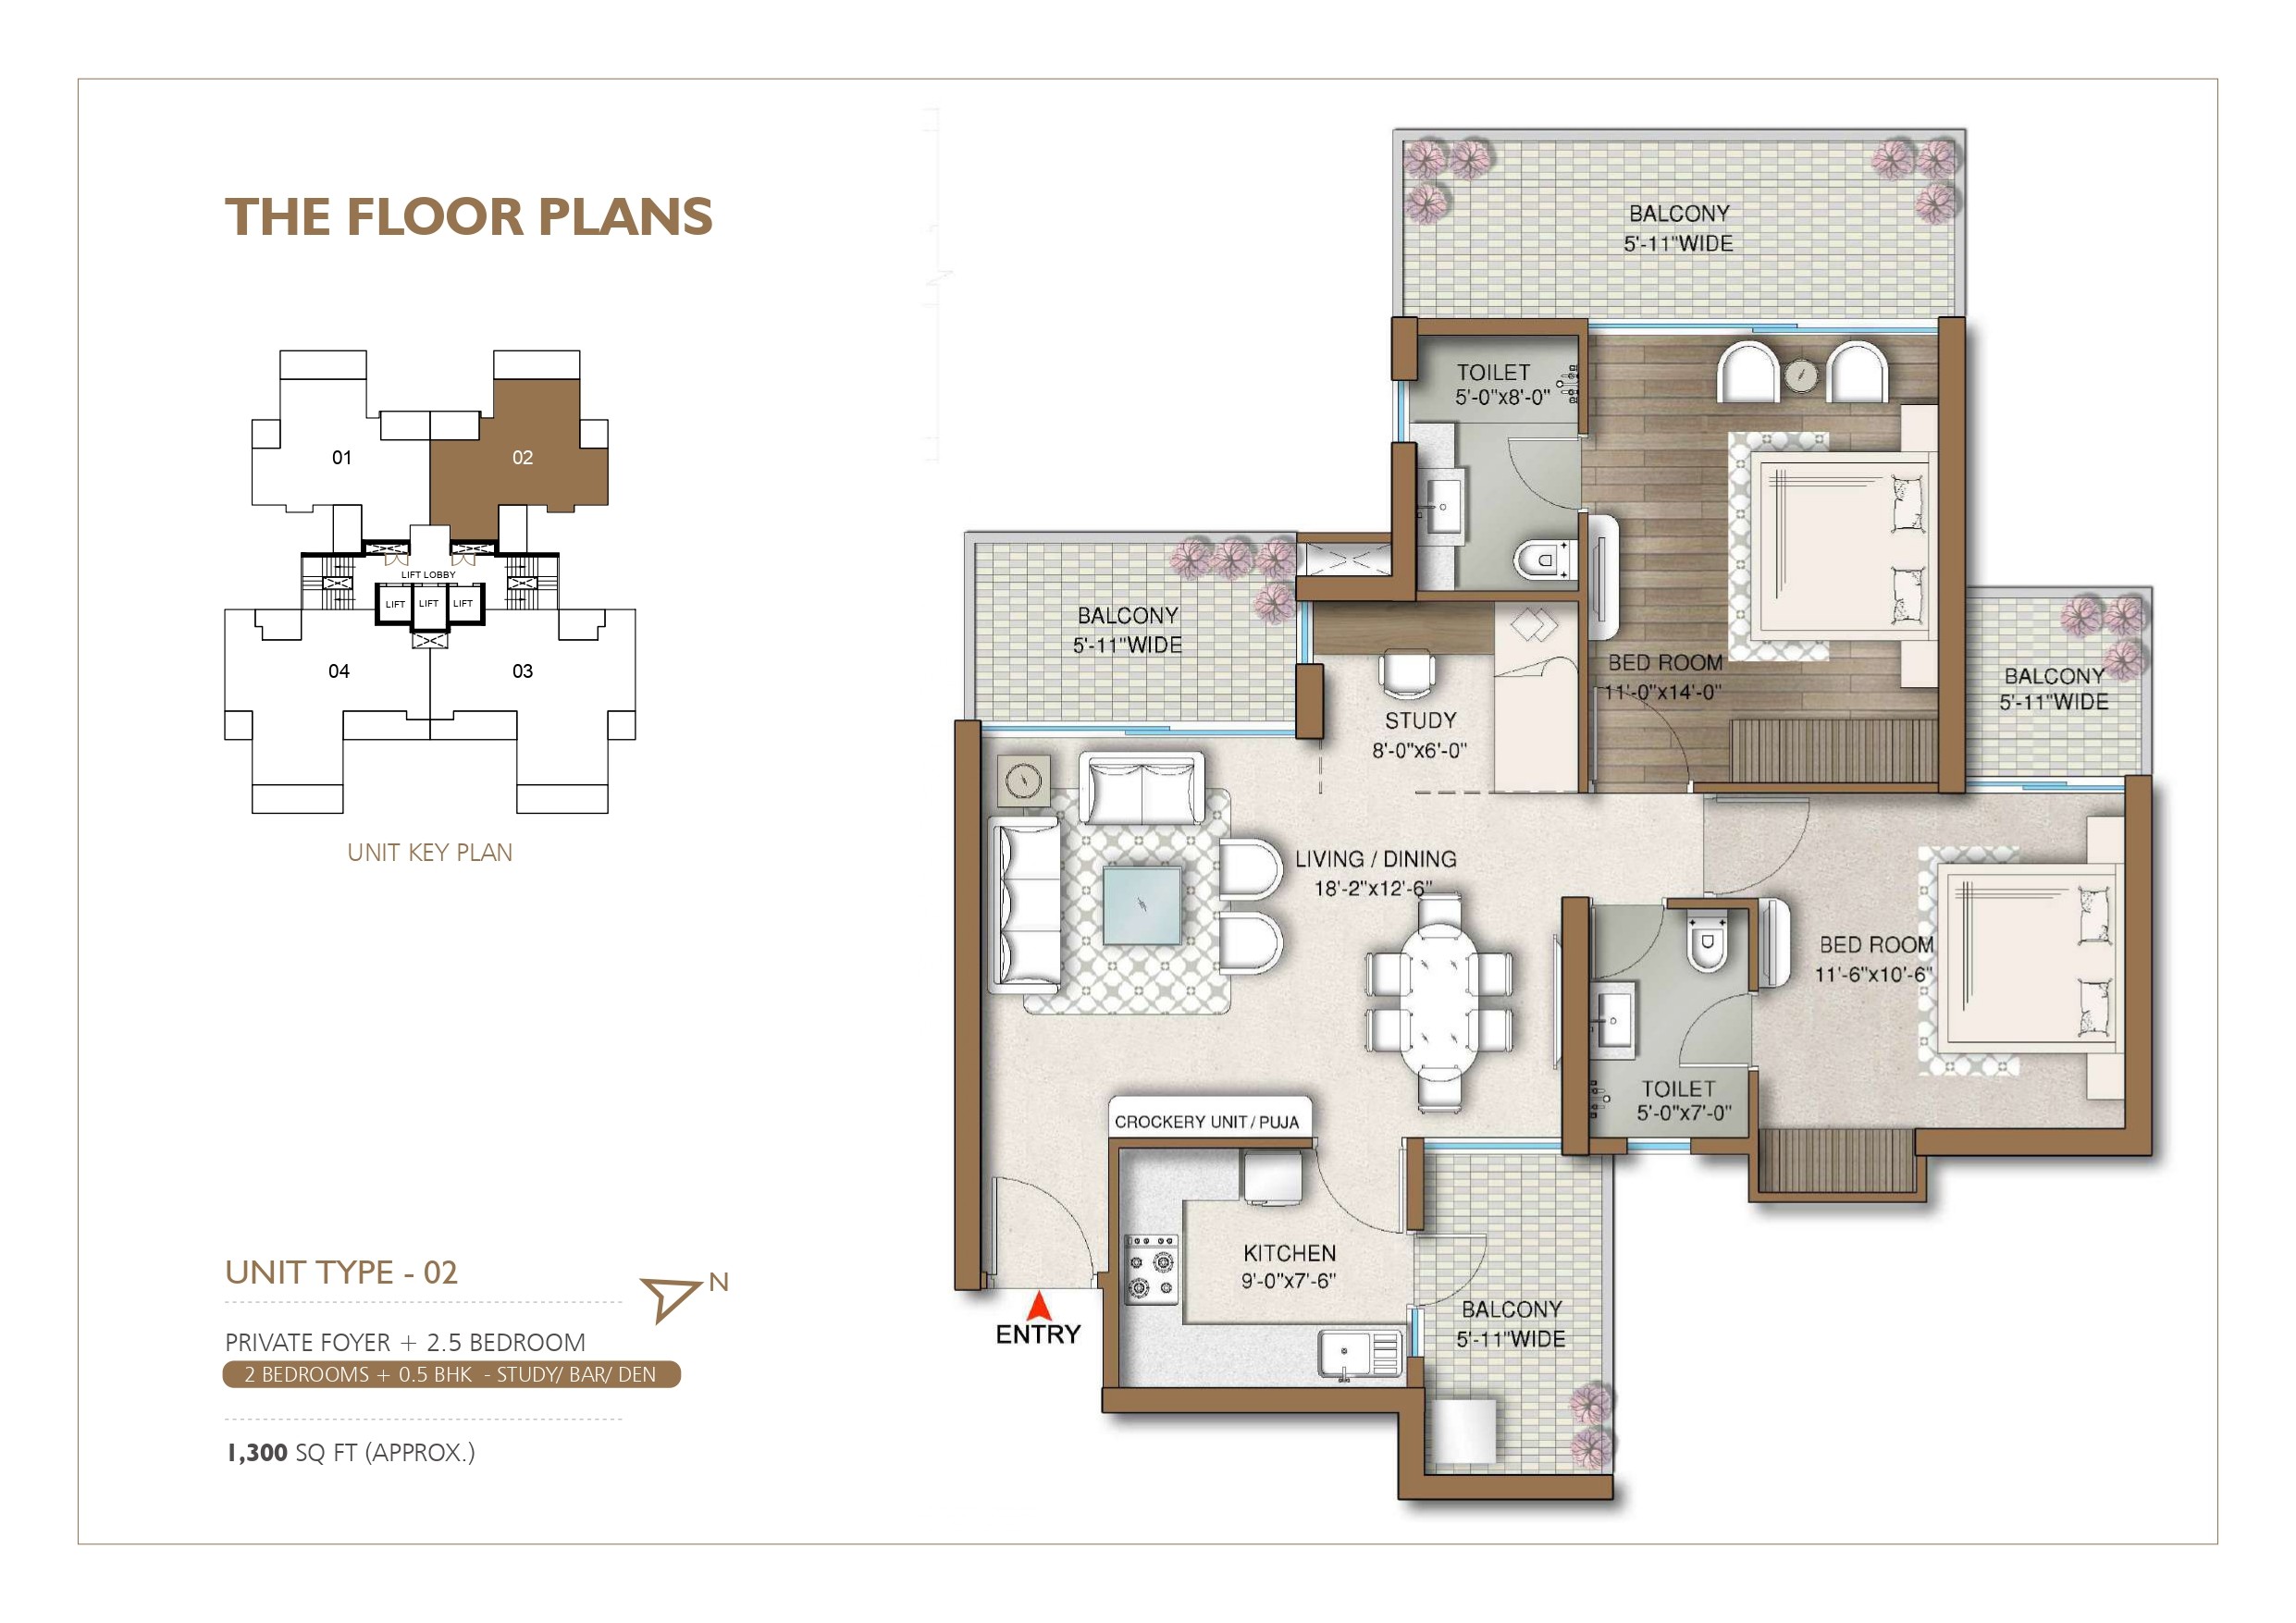 THE FLOOR PLANS
01
02
LIFT LOBBY
LIFT
LIFT
LIFT
04
03
UNIT KEY PLAN
UNIT TYPE - 02
N
PRIVATE FOYER + 2.5 BEDROOM
2 BEDROOMS + 0.5 BHK - STUDY/ BAR/ DEN
1,300 SQ FT (APPROX.)
BALCONY
5'-11"WIDE
TOILET
5'-0"x8'-0"
BALCONY
5'-11"WIDE
BED ROOM
11'-0"x14'-0"
BALCONY
5'-11"WIDE
STUDY
8'-0"x6'-0"
LIVING / DINING
18'-2"x12'-6"
BED ROOM
11'-6"x10'-6"
TOILET
5'-0"x7'-0"
CROCKERY UNIT / PUJA
KITCHEN
9'-0"x7'-6"
BALCONY
5'-11"WIDE
ENTRY